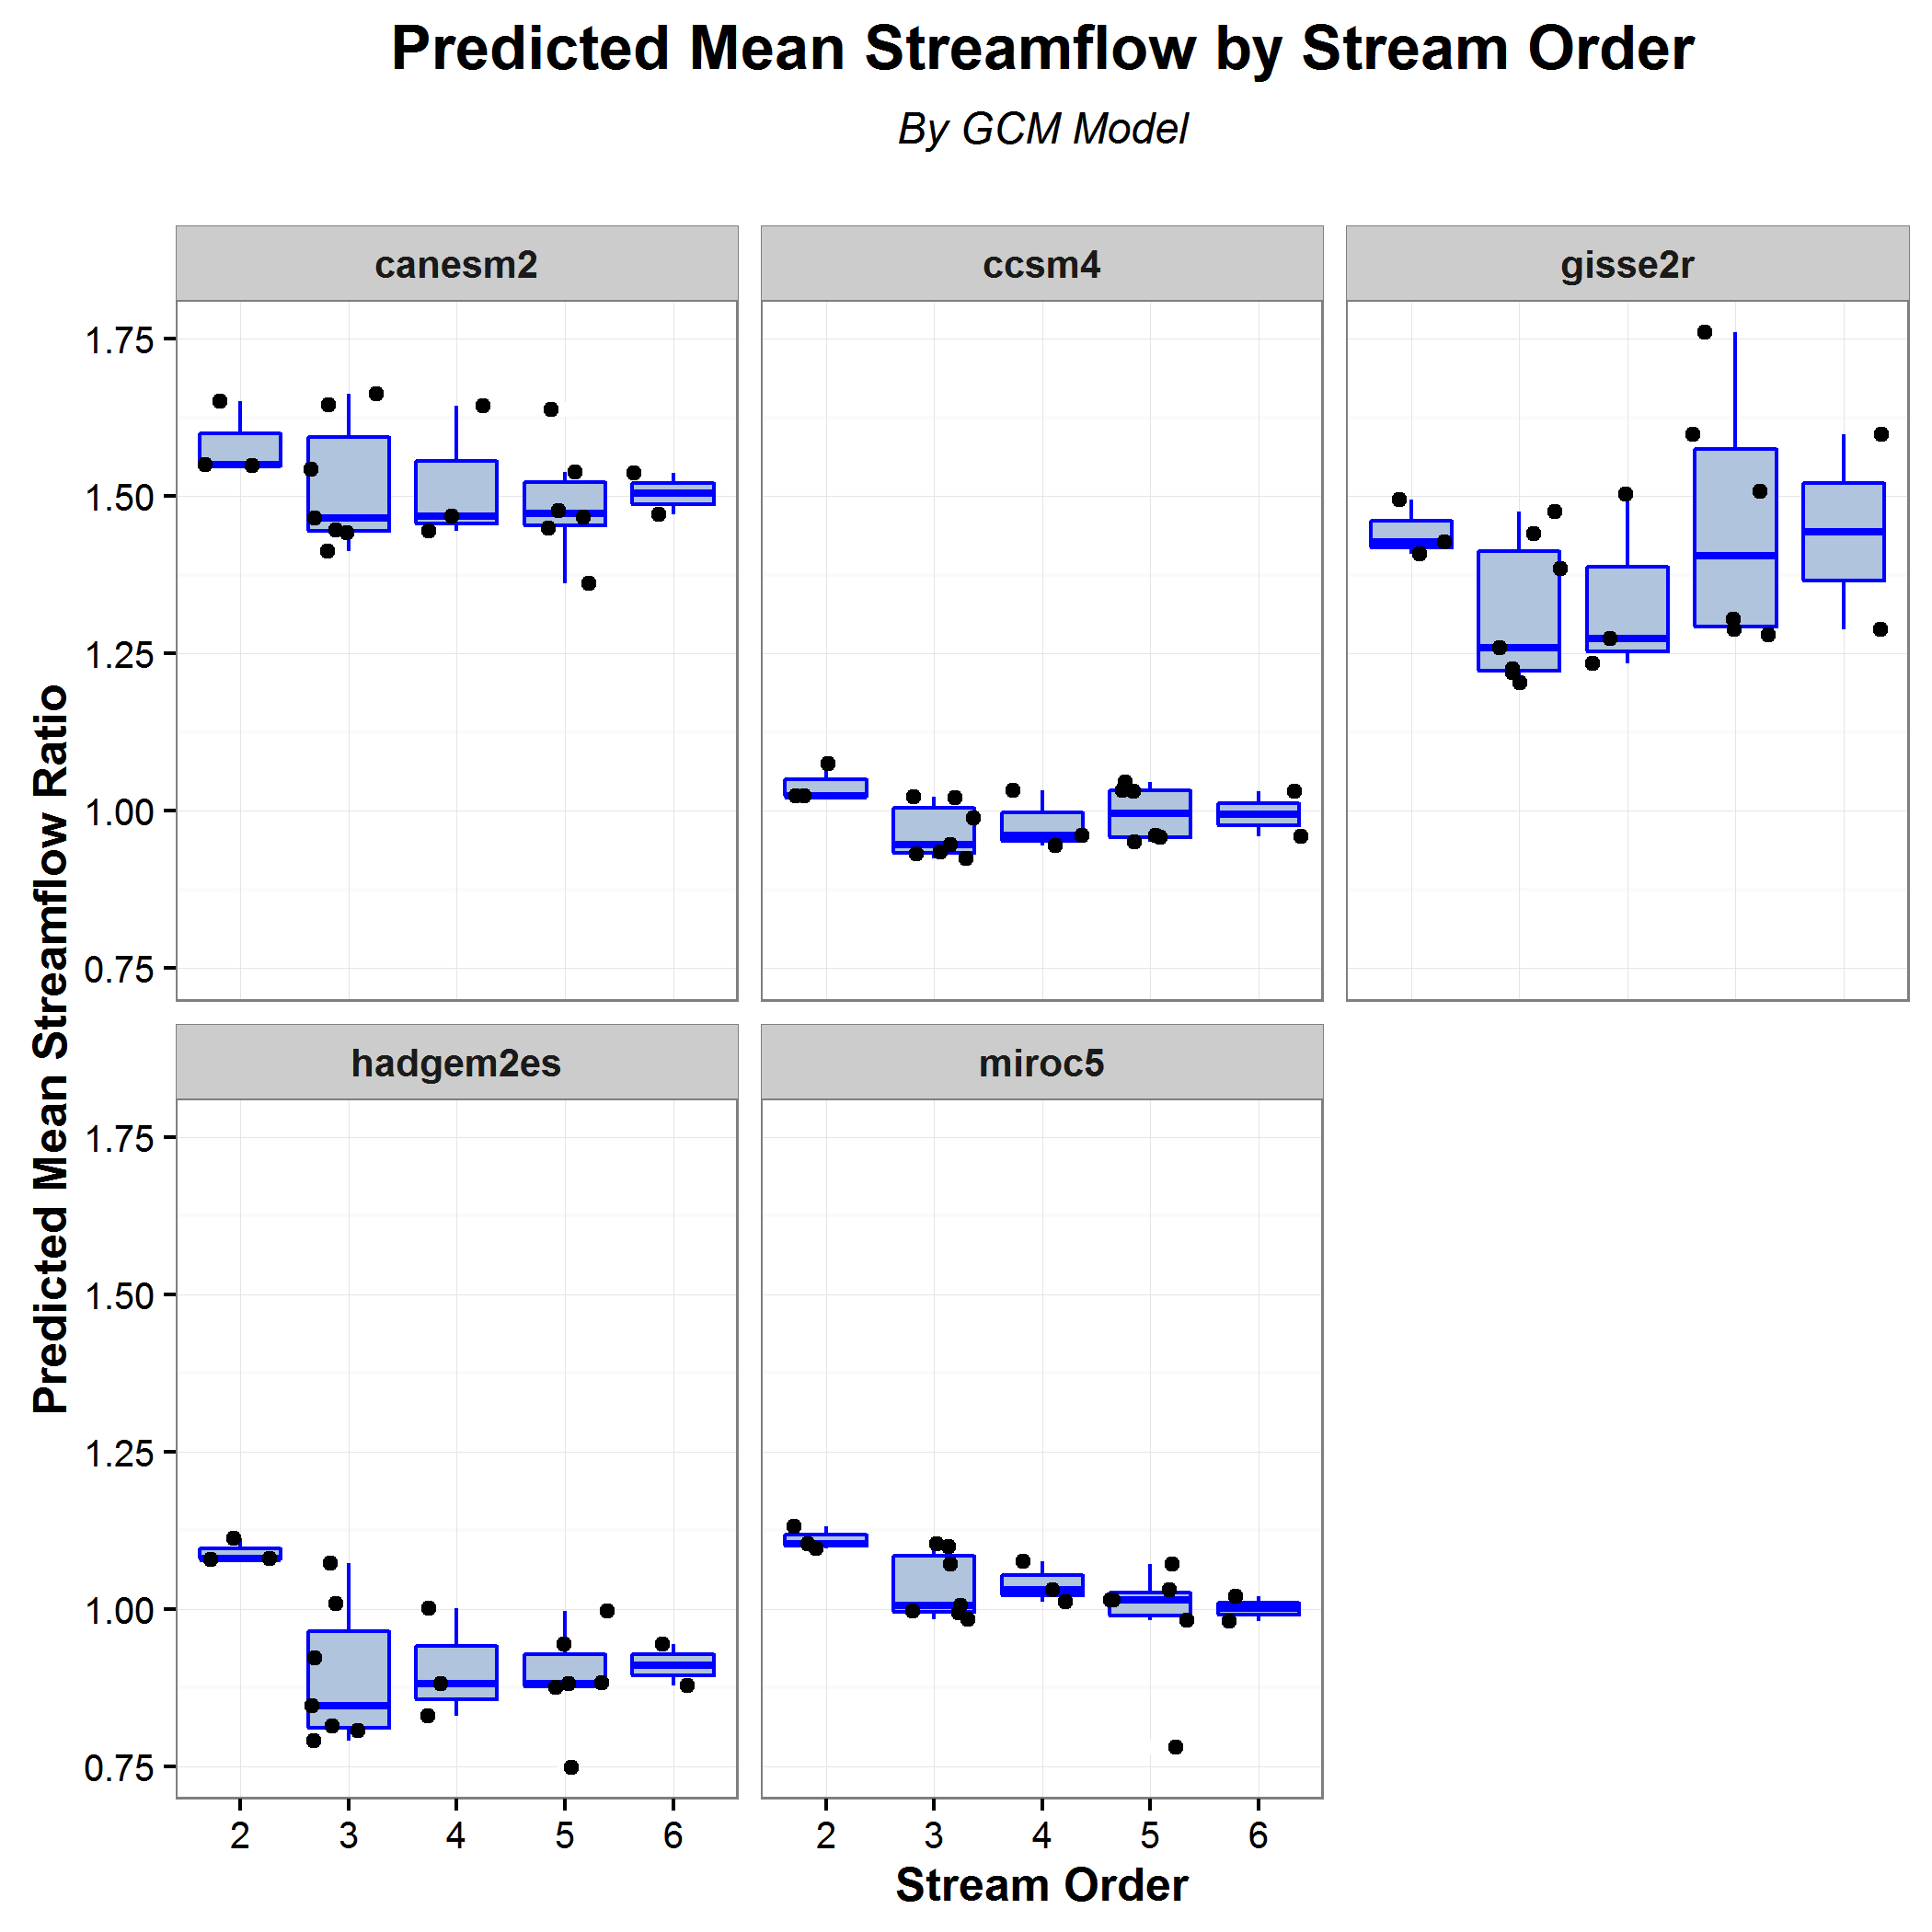 Predicted Mean Streamflow by Stream Order
By GCM Model
canesm2
ccsm4
gisse2r
1.75
1.50
1.25
1.00
0.75
Predicted Mean Streamflow Ratio
hadgem2es
miroc5
1.75
1.50
1.25
1.00
0.75
2 3 4 5 6
2 3 4 5 6
Stream Order